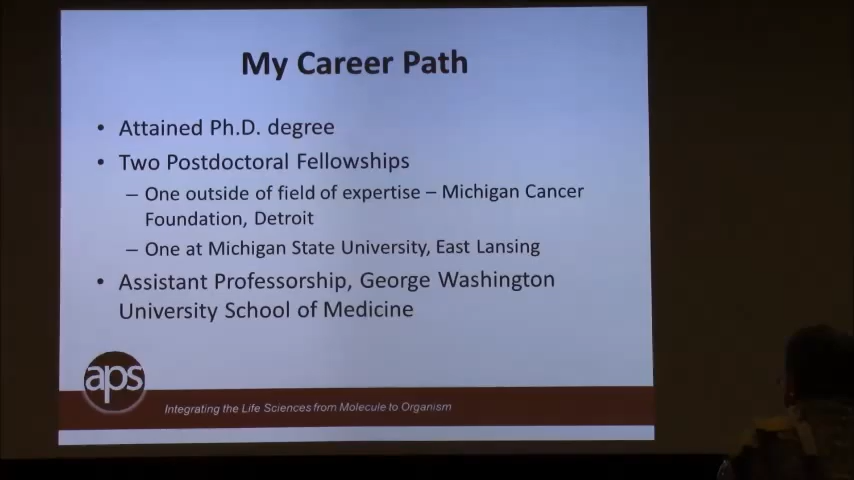 My Career Path
• Attained Ph.D. degree
• Two Postdoctoral Fellowships
– One outside of field of expertise – Michigan Cancer
Foundation, Detroit
– One at Michigan State University, East Lansing
• Assistant Professorship, George Washington
University School of Medicine
aps
Integrating the Life Sciences from Molecule to Organism